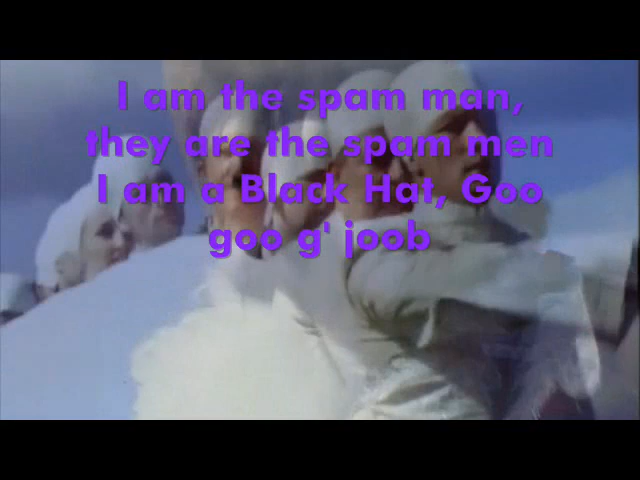 I am the spam man,
they are the spam men
I am a Black Hat, Goo
goo g' joob